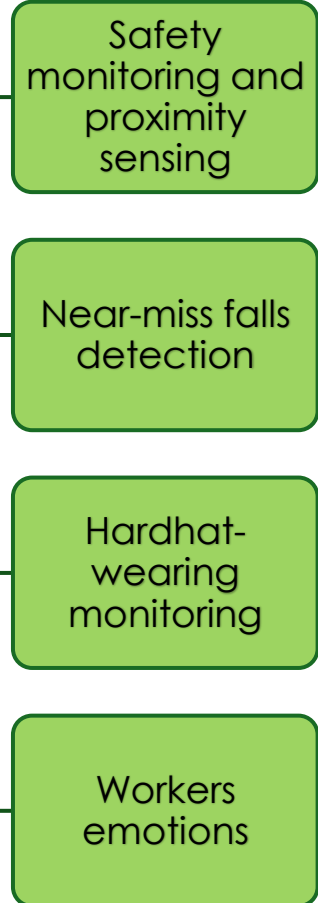 Safety
monitoring and
proximity
sensing
Near-miss falls
detection
Hardhat-
wearing
monitoring
Workers
emotions